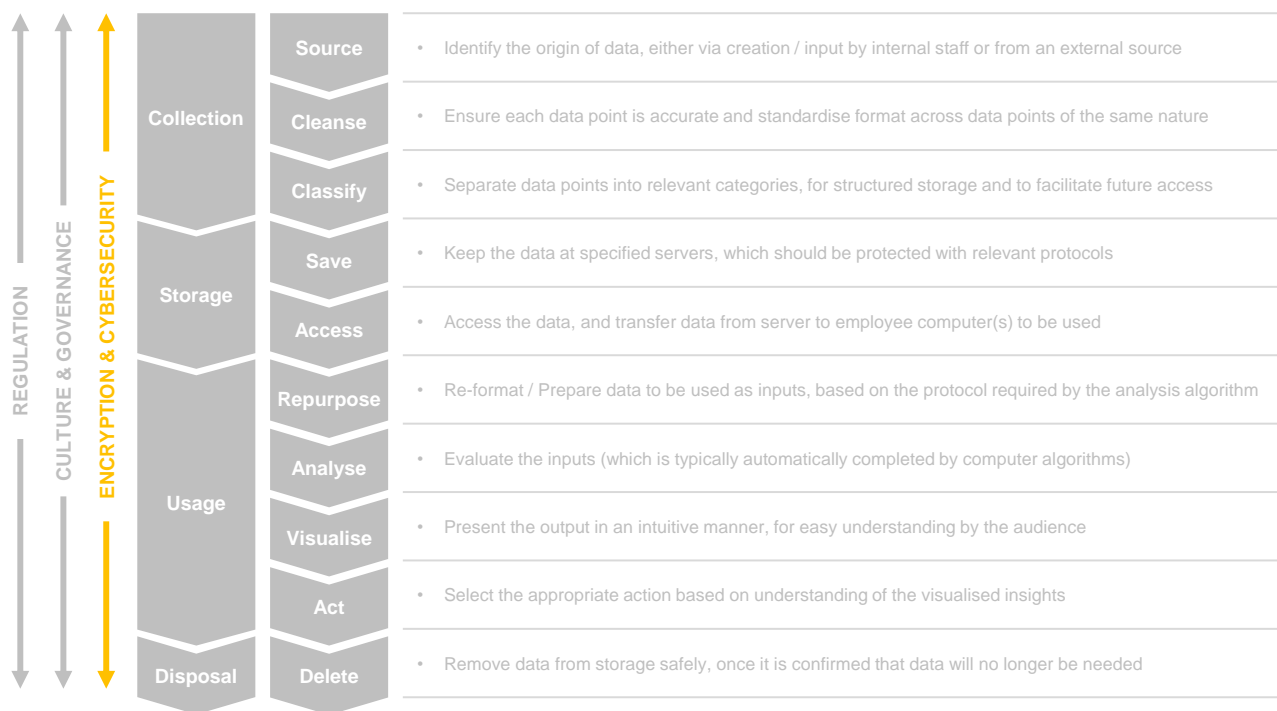 REGULATION
CULTURE & GOVERNANCE
ENCRYPTION & CYBERSECURITY
Collection
Source
• Identify the origin of data, either via creation / input by internal staff or from an external source
Cleanse
• Ensure each data point is accurate and standardise format across data points of the same nature
Classify
• Separate data points into relevant categories, for structured storage and to facilitate future access
Storage
Save
• Keep the data at specified servers, which should be protected with relevant protocols
Access
• Access the data, and transfer data from server to employee computer(s) to be used
Usage
Repurpose
• Re-format / Prepare data to be used as inputs, based on the protocol required by the analysis algorithm
Analyse
• Evaluate the inputs (which is typically automatically completed by computer algorithms)
Visualise
• Present the output in an intuitive manner, for easy understanding by the audience
Act
• Select the appropriate action based on understanding of the visualised insights
Disposal
Delete
• Remove data from storage safely, once it is confirmed that data will no longer be needed